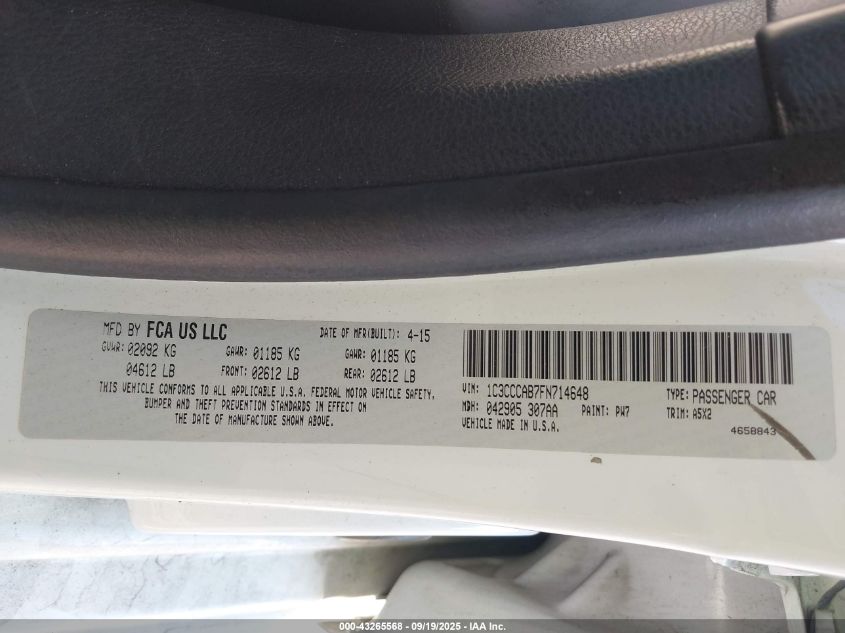 MFD BY FCA US LLC
DATE OF MFR(BUILT): 4-15
GVWR: 02092 KG GAWR: 01185 KG GAWR: 01185 KG
04612 LB FRONT: 02612 LB REAR: 02612 LB
THIS VEHICLE CONFORMS TO ALL APPLICABLE U.S.A. FEDERAL MOTOR VEHICLE SAFETY,
BUMPER AND THEFT PREVENTION STANDARDS IN EFFECT ON
THE DATE OF MANUFACTURE SHOWN ABOVE.
VIN: 1C3CCCAB7FN714648 TYPE: PASSENGER CAR
MDH: 042905 307AA PAINT: PW7 TRIM: A5X2
VEHICLE MADE IN U.S.A.
4658843
000-43265568 - 09/19/2025 - IAA Inc.